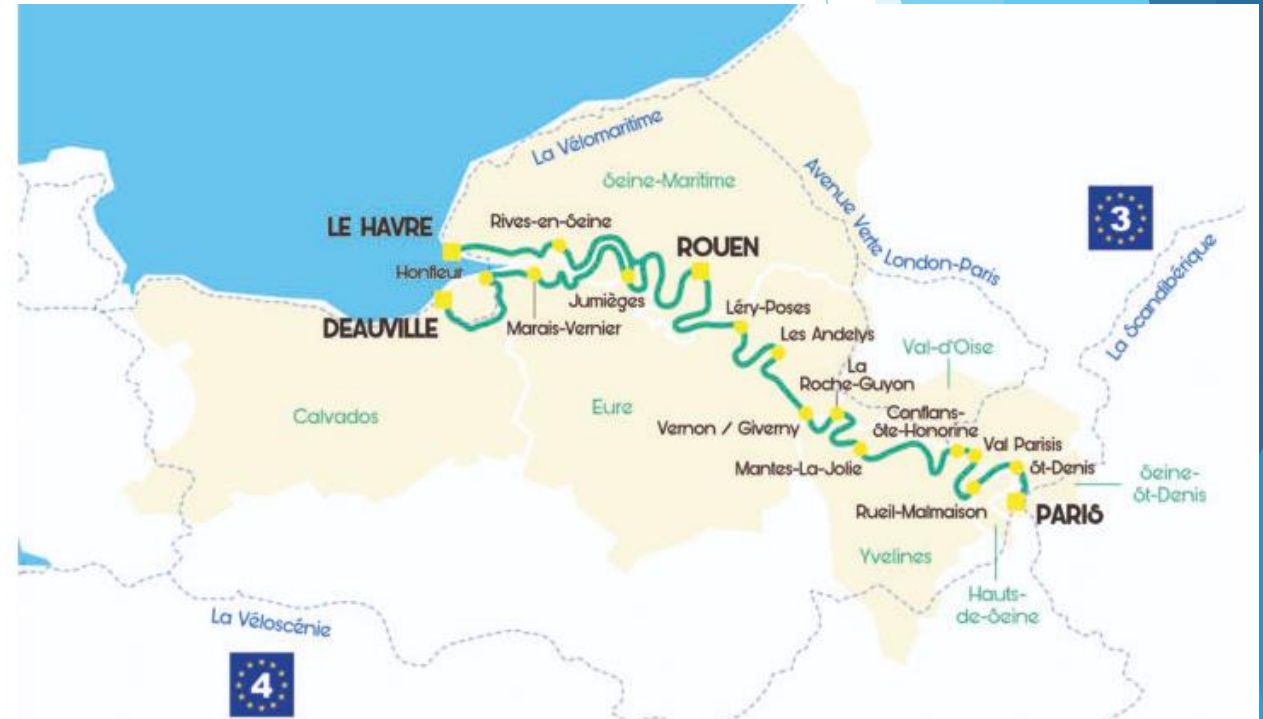 La Vélomaritime
Seine-Maritime
Avenue Verte London-Paris
3
La Scandibérique
LE HAVRE
Rives-en-Seine
ROUEN
Honfleur
Jumièges
DEAUVILLE
Marais-Vernier
Léry-Poses
Les Andelys
Val-d'Oise
La
Roche-Guyon
Calvados
Eure
Vernon / Giverny
Conflans-
Ste-Honorine
Val Parisis
Mantes-La-Jolie
St-Denis
Seine-
St-Denis
Rueil-Malmaison
PARIS
Yvelines
Hauts-
de-Seine
La Véloscénie
4